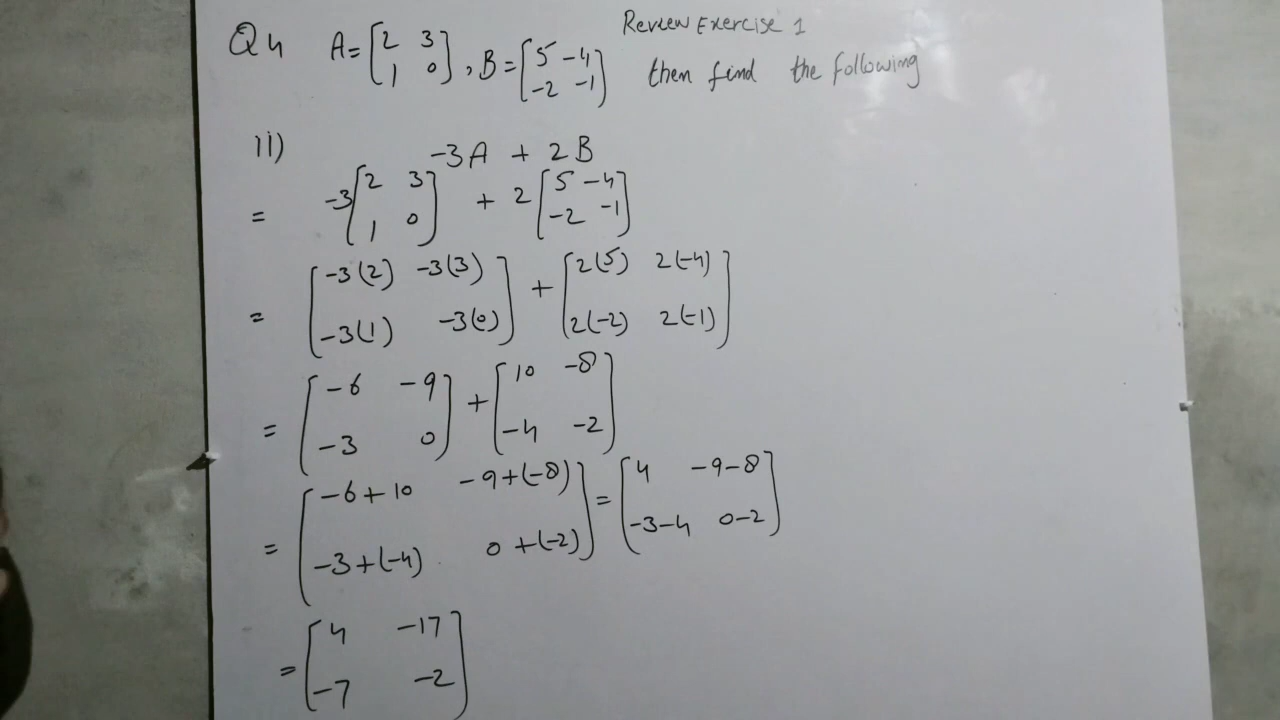 Review Exercise 1
Q4 A=[2 3 1 0], B=[5 -4 -2 -1] then find the following
ii) -3A + 2B
= -3[2 3 1 0] + 2[5 -4 -2 -1]
= [-3(2) -3(3) -3(1) -3(0)] + [2(5) 2(-4) 2(-2) 2(-1)]
= [-6 -9 -3 0] + [10 -8 -4 -2]
= [-6+10 -9+(-8) -3+(-4) 0+(-2)] = [4 -9-8 -3-4 0-2]
= [4 -17 -7 -2]